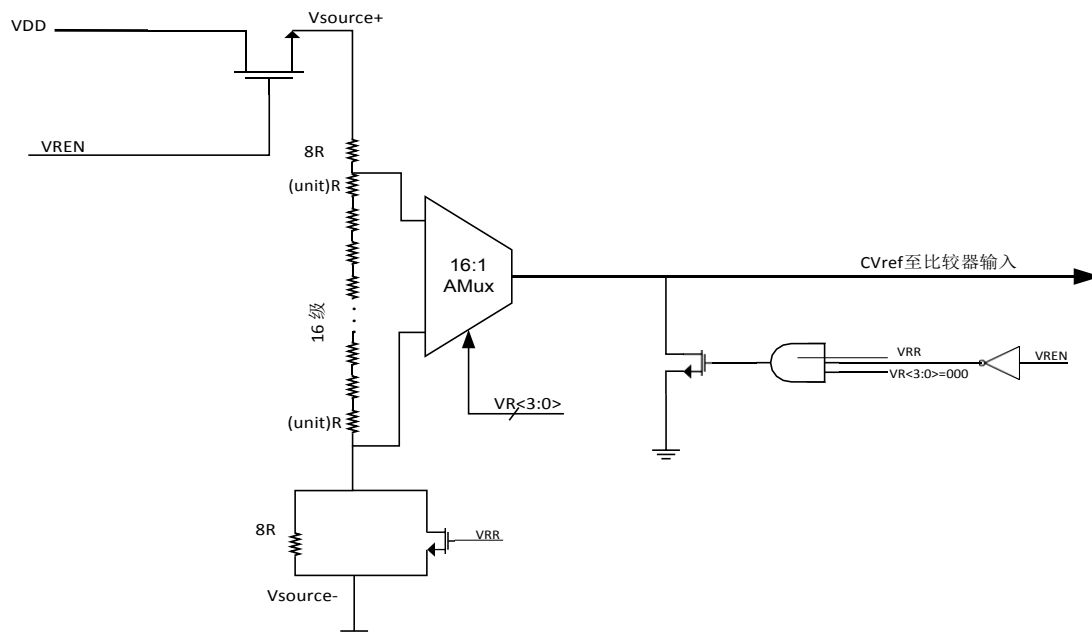 Vsource+
VDD
VREN
8R
(unit)R
16:1
AMux
CVref至比较器输入
16 级
VRR
VREN
VR<3:0>=000
VR<3:0>
(unit)R
8R
VRR
Vsource-